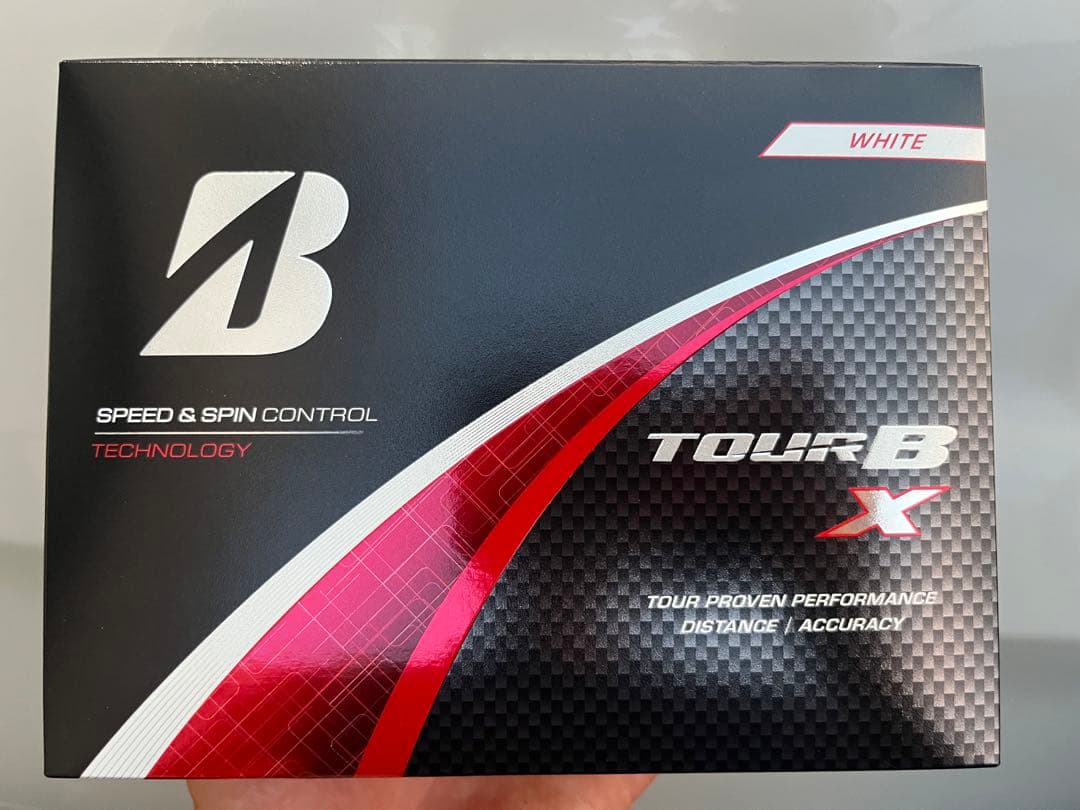 WHITE
B
SPEED & SPIN CONTROL
TECHNOLOGY
TOUR B
X
TOUR PROVEN PERFORMANCE
DISTANCE / ACCURACY